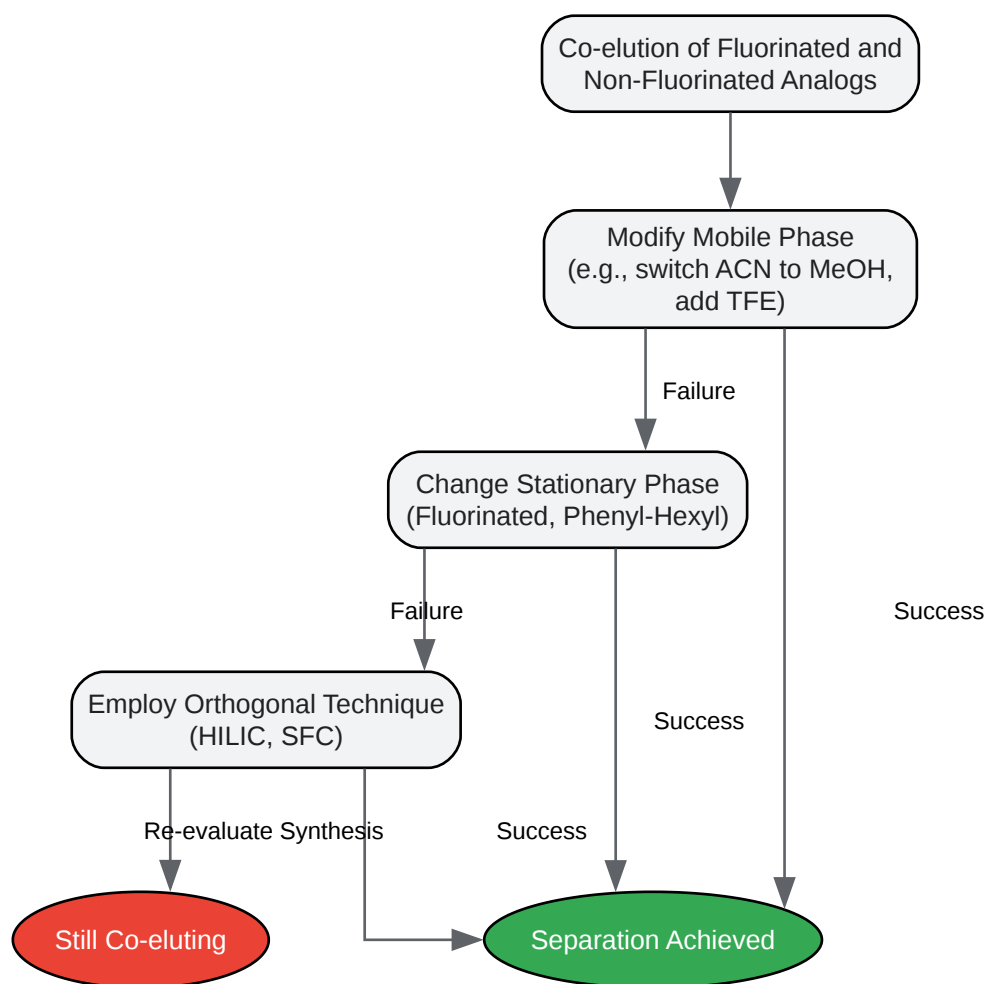 Co-elution of Fluorinated and
Non-Fluorinated Analogs
Modify Mobile Phase
(e.g., switch ACN to MeOH,
add TFE)
Failure
Change Stationary Phase
(Fluorinated, Phenyl-Hexyl)
Failure
Success
Employ Orthogonal Technique
(HILIC, SFC)
Success
Re-evaluate Synthesis
Success
Still Co-eluting
Separation Achieved